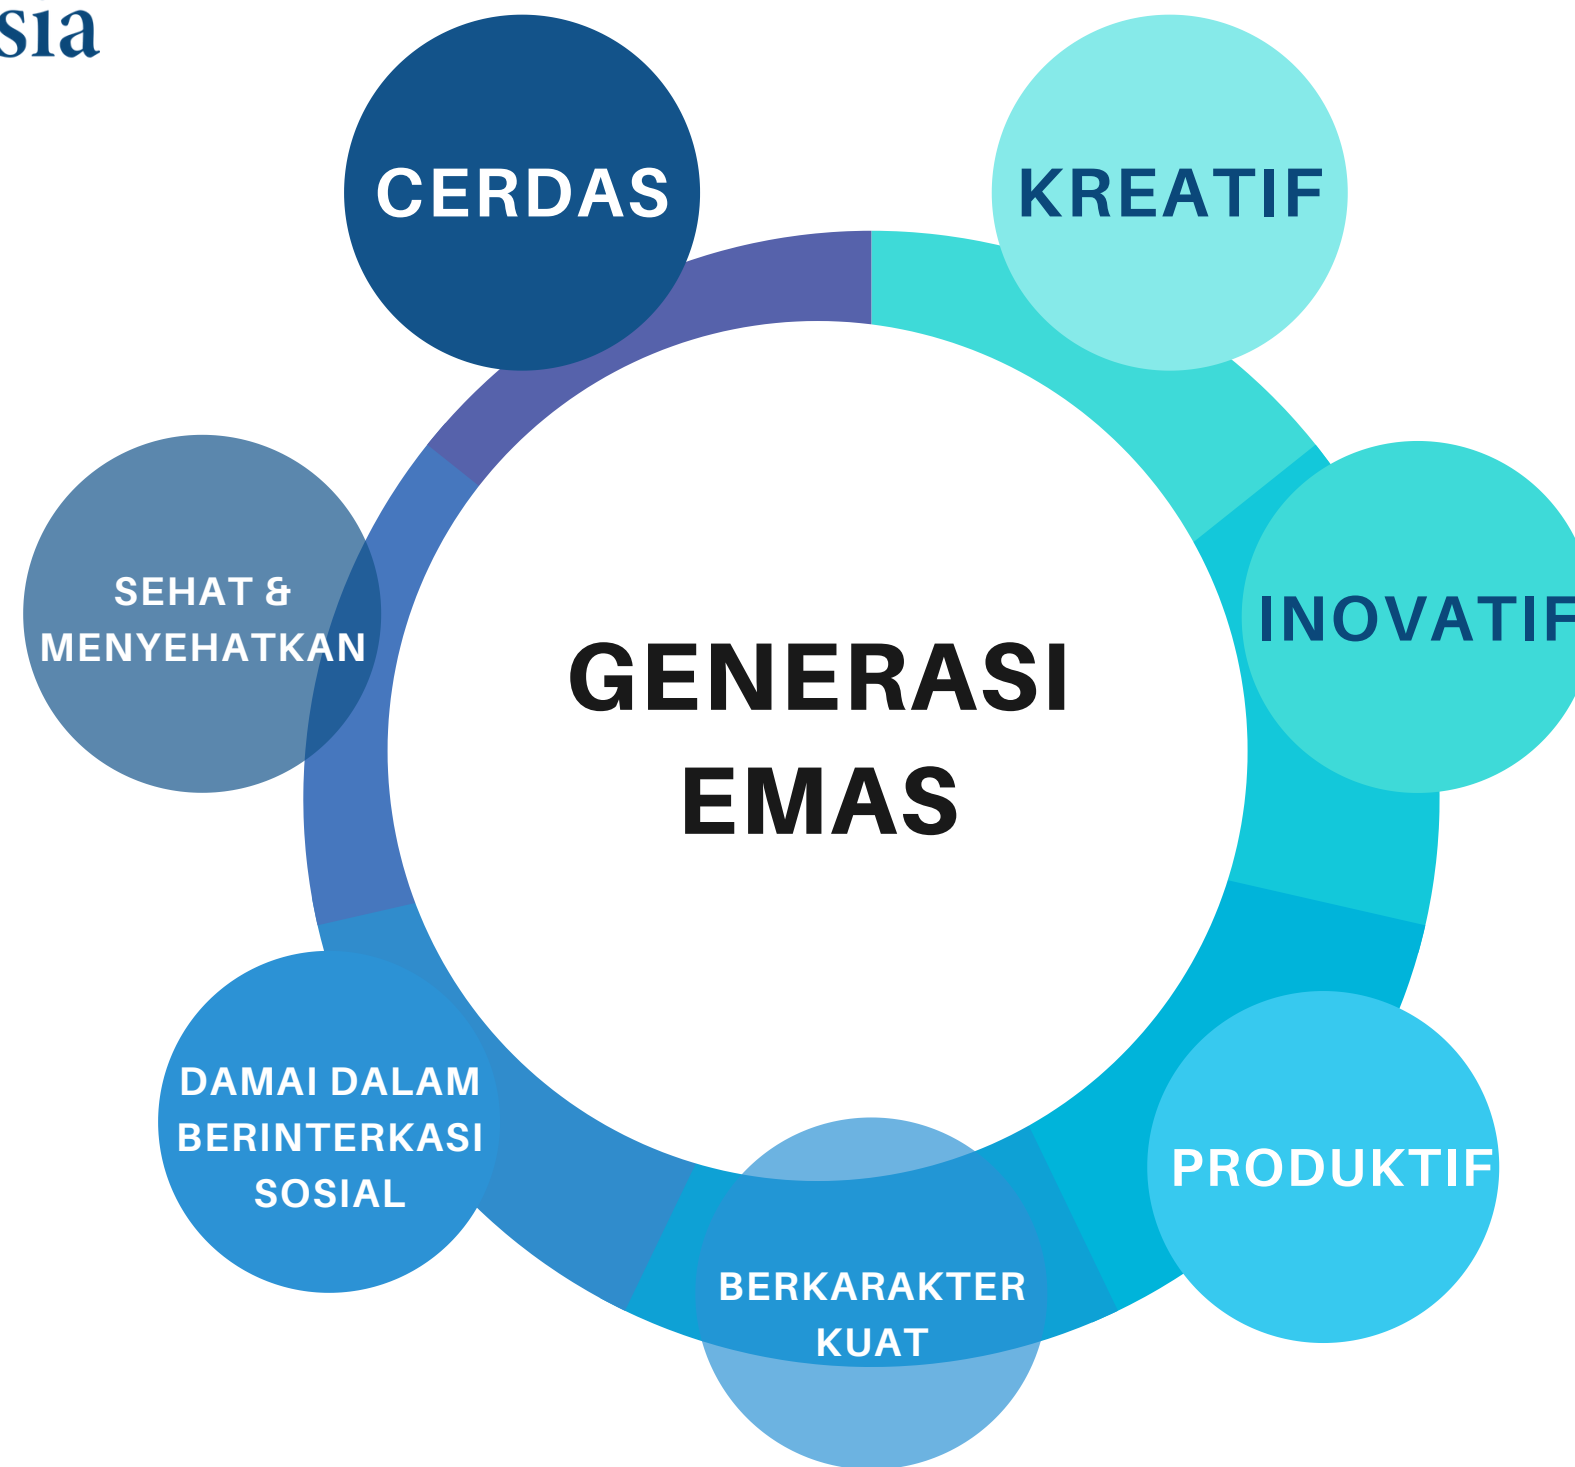 sia
CERDAS
KREATIF
SEHAT &
MENYEHATKAN
INOVATIF
GENERASI
EMAS
DAMAI DALAM
BERINTERKASI
SOSIAL
PRODUKTIF
BERKARAKTER
KUAT